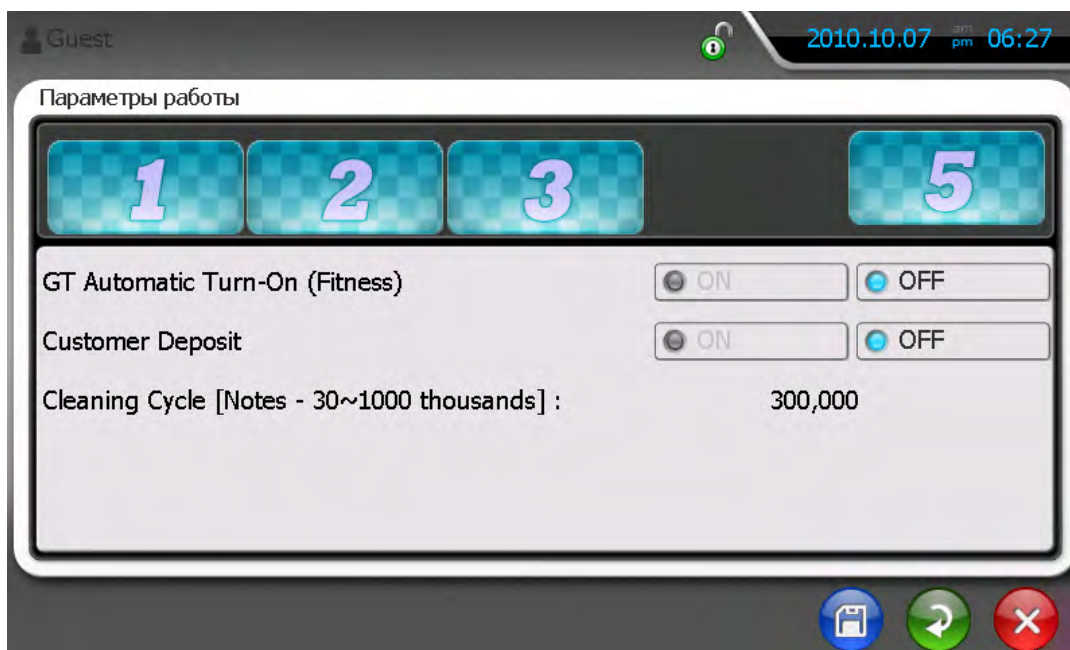 Guest
2010.10.07 am pm 06:27
Параметры работы
1 2 3 5
GT Automatic Turn-On (Fitness) ON OFF
Customer Deposit ON OFF
Cleaning Cycle [Notes - 30~1000 thousands] : 300,000